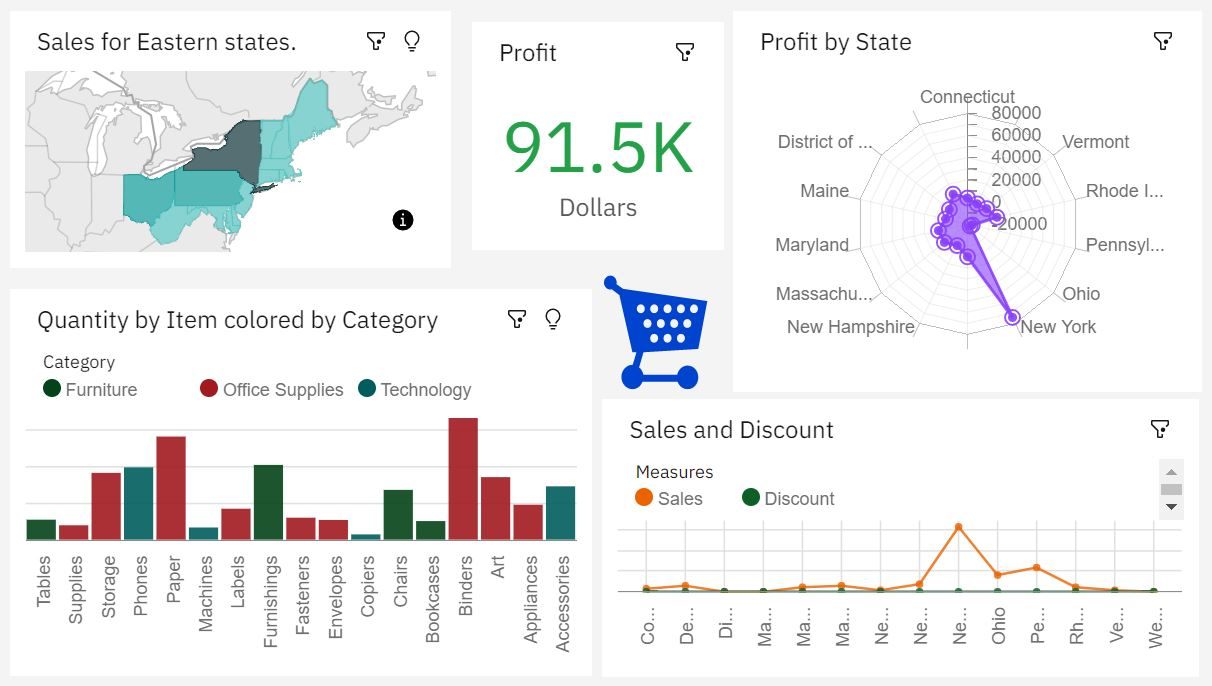 Sales for Eastern states.
Profit
91.5K
Dollars
Profit by State
Connecticut
80000
60000
40000
20000
0
-20000
Vermont
Rhode I...
Pennsyl...
Ohio
New York
New Hampshire
Massachu...
Maryland
Maine
District of ...
Quantity by Item colored by Category
Category
Furniture
Office Supplies
Technology
Tables
Supplies
Storage
Phones
Paper
Machines
Labels
Furnishings
Fasteners
Envelopes
Copiers
Chairs
Bookcases
Binders
Art
Appliances
Accessories
Sales and Discount
Measures
Sales
Discount
Co...
De...
Di...
Ma...
Ma...
Ma...
Ne...
Ne...
Ne...
Ohio
Pe...
Rh...
Ve...
We...